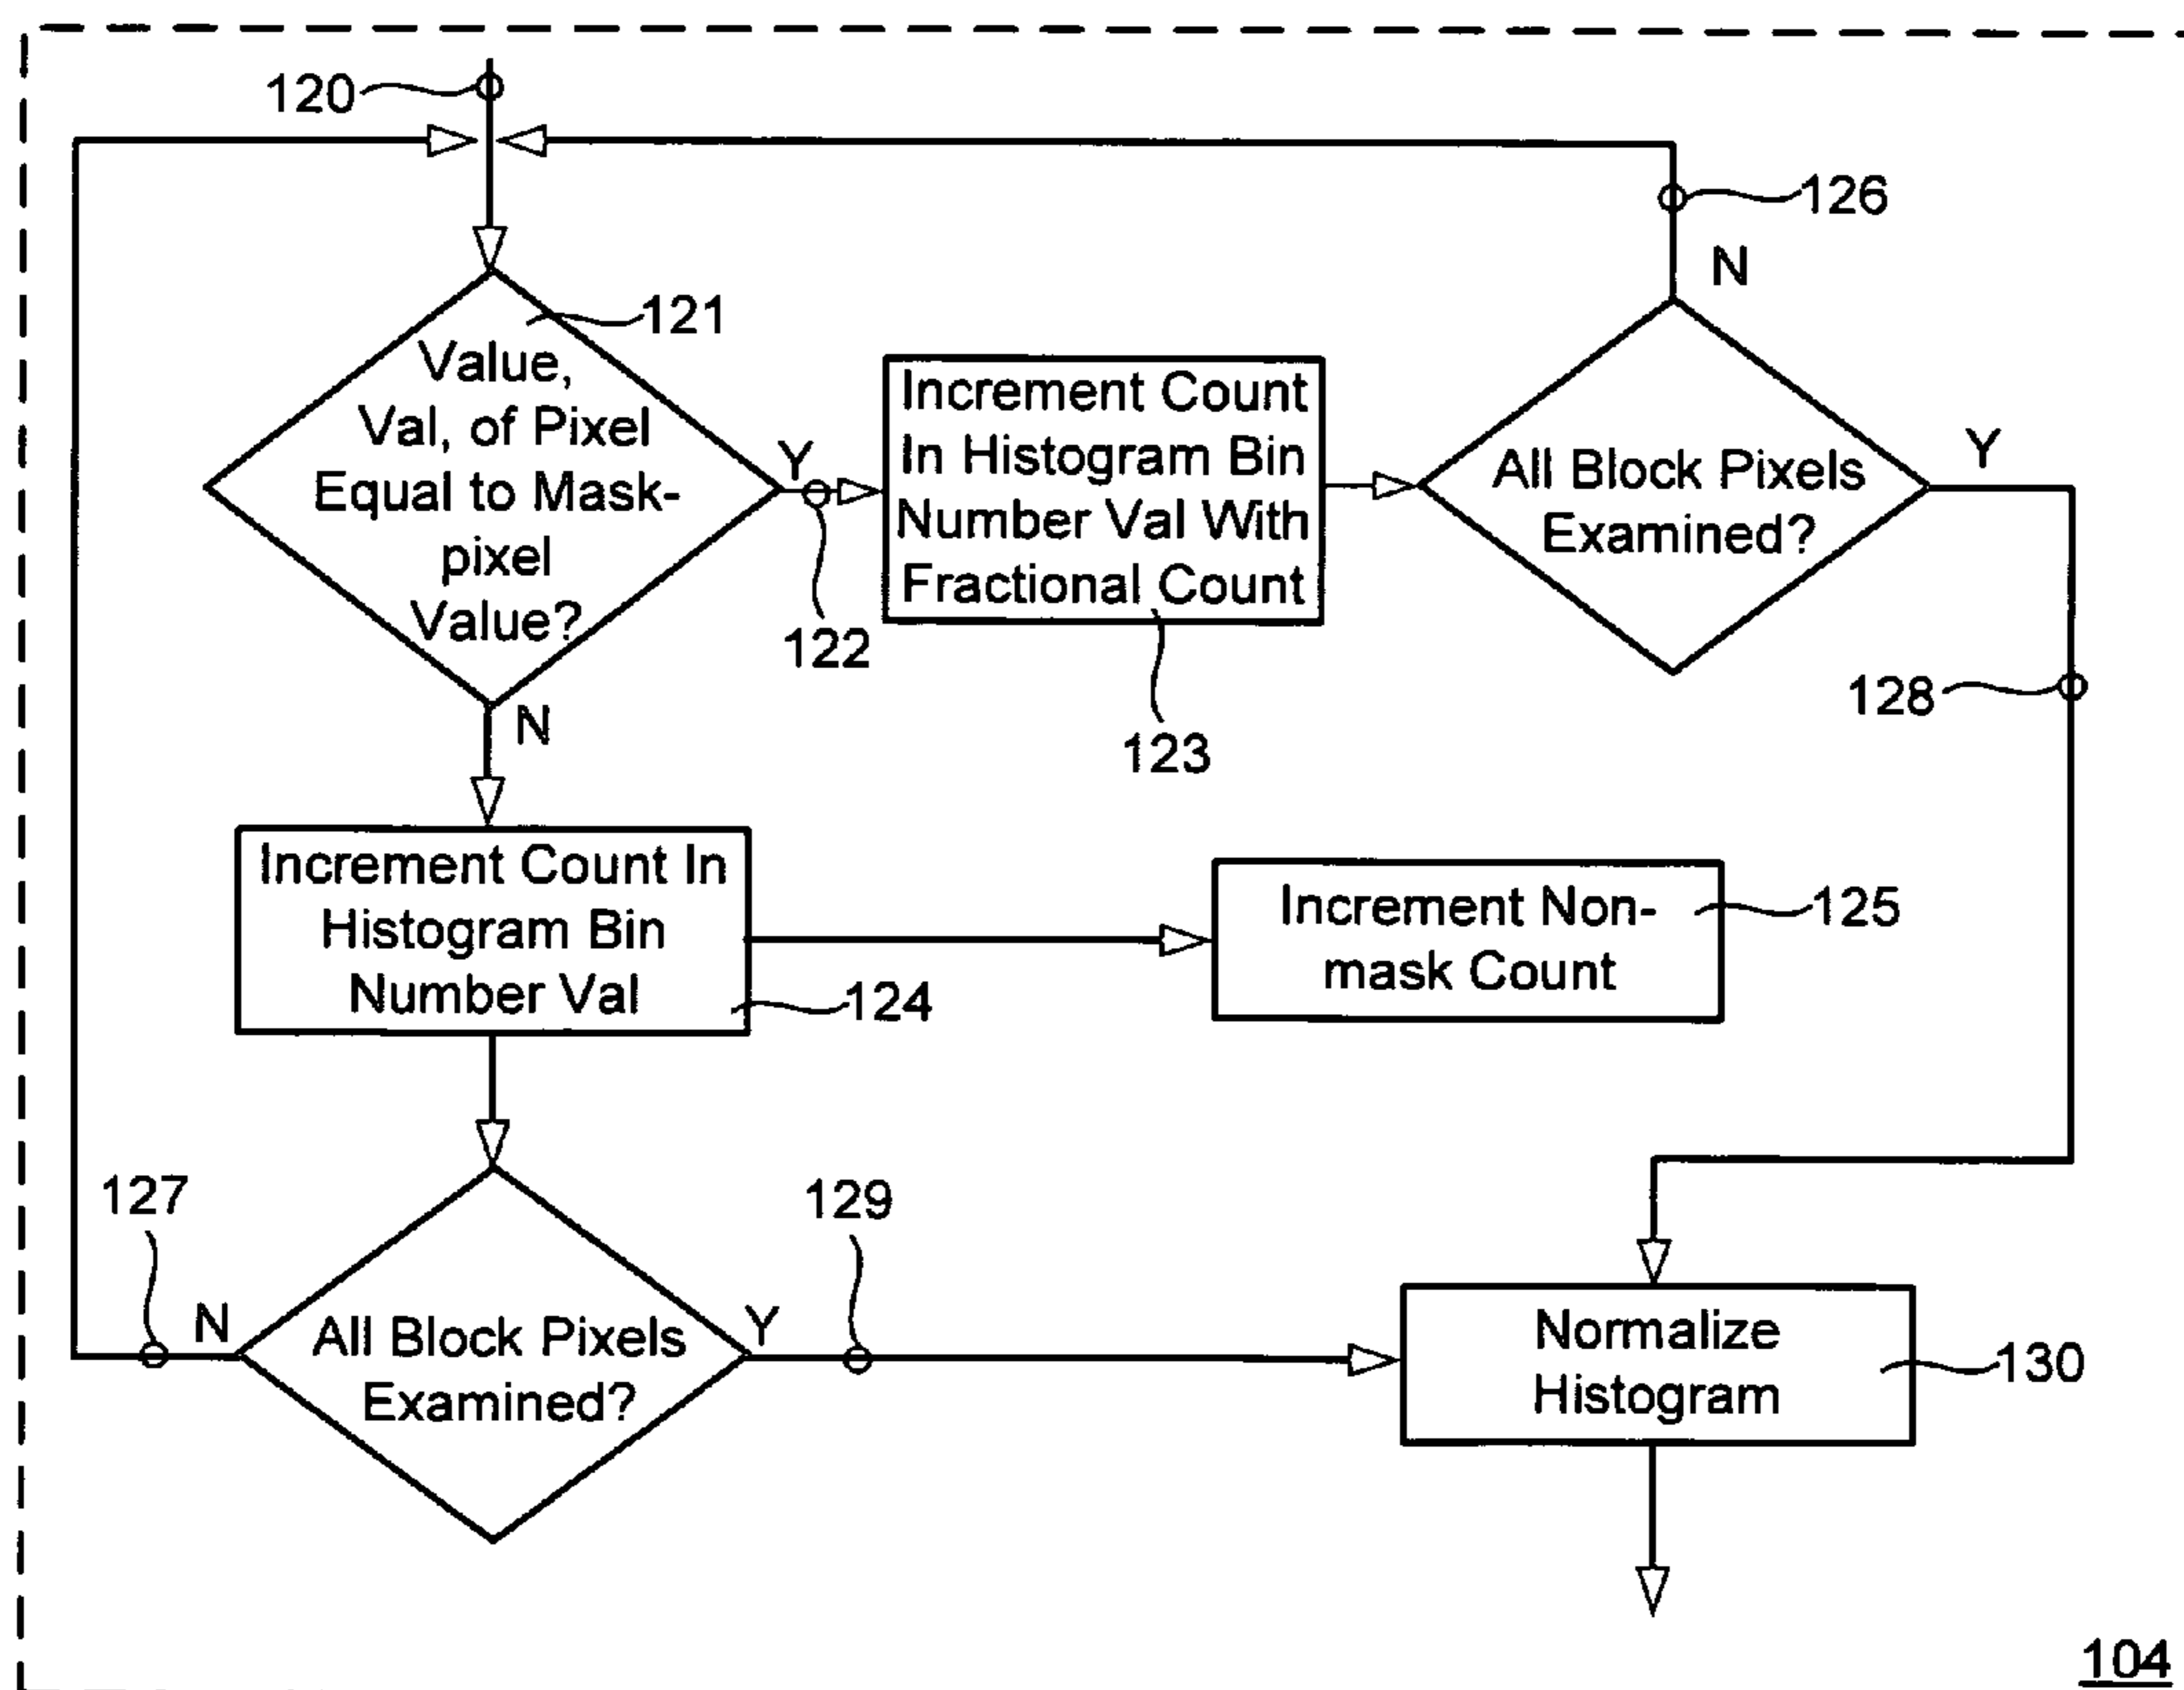 120
126
N
121
Value,
Val, of Pixel
Equal to Mask-
pixel
Value?
Y
122
Increment Count
In Histogram Bin
Number Val With
Fractional Count
123
All Block Pixels
Examined?
Y
128
N
Increment Count In
Histogram Bin
Number Val
124
Increment Non-
mask Count
125
127
N
All Block Pixels
Examined?
Y
129
Normalize
Histogram
130
104